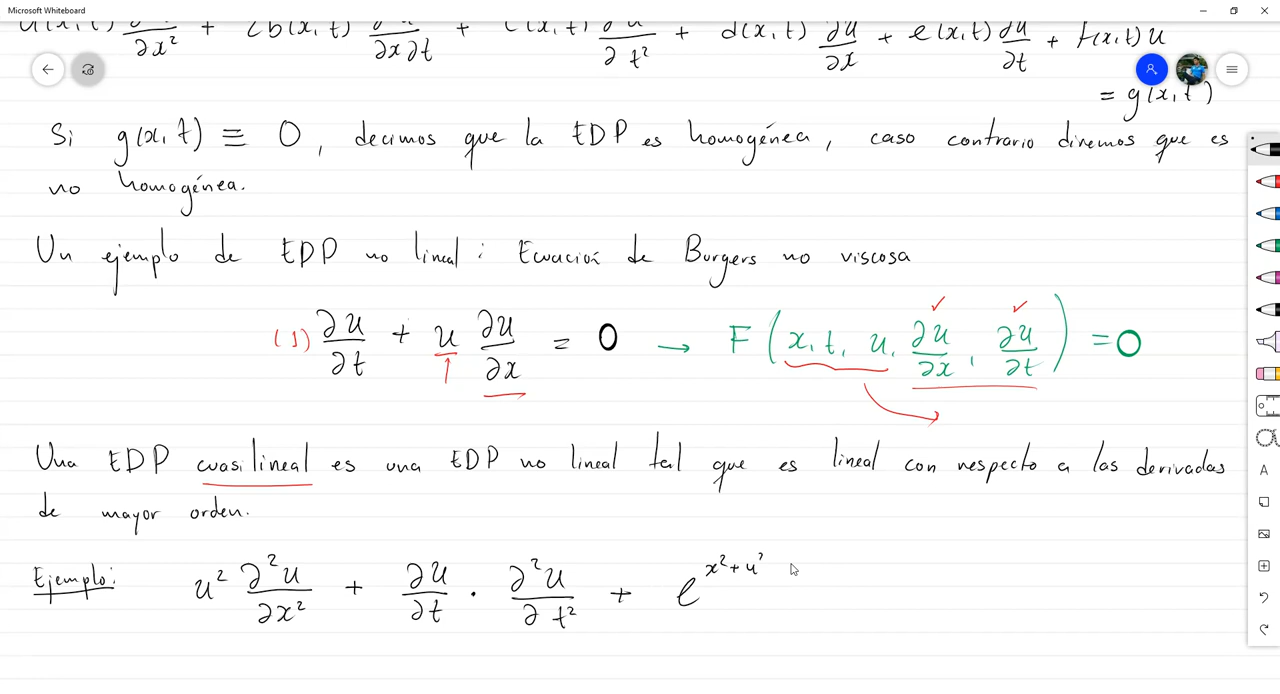 Microsoft Whiteboard
a(x,t) ∂u/∂x² + 2b(x,t) ∂u/∂x∂t + c(x,t) ∂u/∂t² + d(x,t) ∂u/∂x + e(x,t) ∂u/∂t + f(x,t) u
= g(x,t)
Si g(x,t) ≡ 0, decimos que la EDP es homogénea, caso contrario diremos que es
no homogénea.
Un ejemplo de EDP no lineal: Ecuación de Burgers no viscosa
(1) ∂u/∂t + u ∂u/∂x = 0 → F(x, t, u, ∂u/∂x, ∂u/∂t) = 0
Una EDP cuasilineal es una EDP no lineal tal que es lineal con respecto a las derivadas
de mayor orden.
Ejemplo: u² ∂²u/∂x² + ∂u/∂t · ∂²u/∂t² + e^(x²+u²)
A